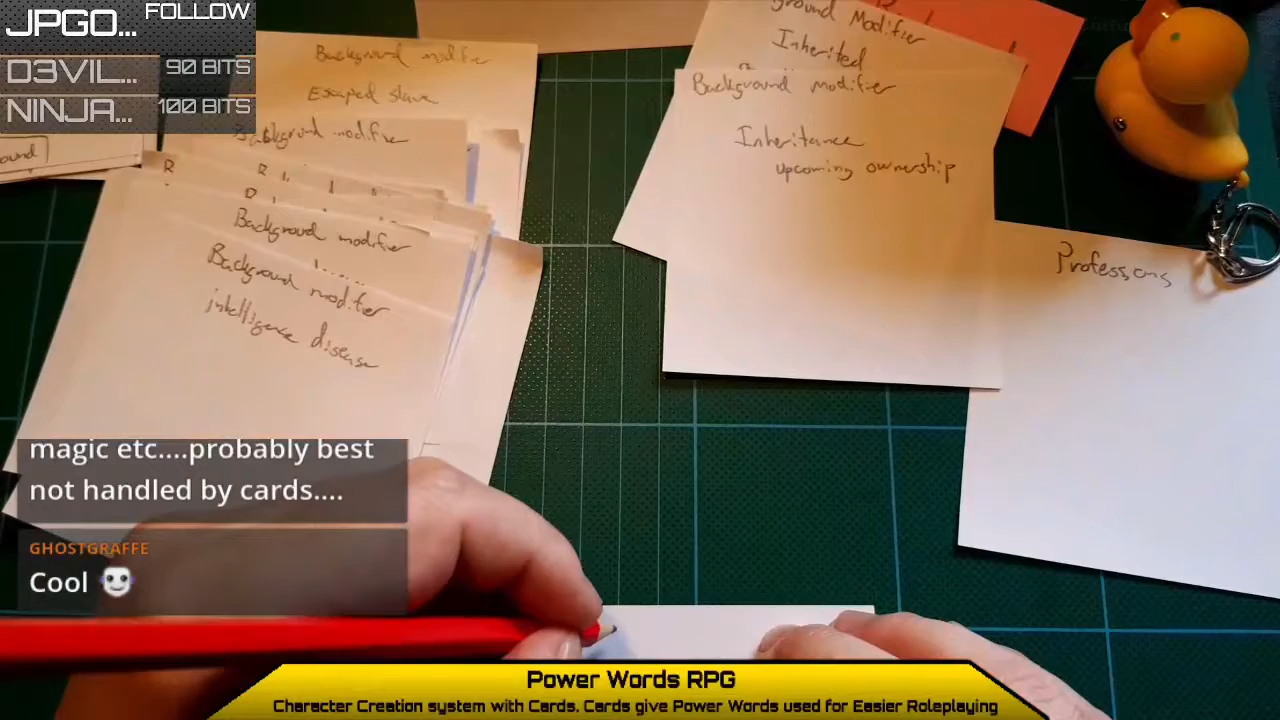 JPGO...
FOLLOW
D3VIL...
90 BITS
NINJA...
100 BITS
Background modifier
Escaped slave
Background modifier
Background modifier
Background modifier
intelligence disease
ound
ground Modifier
Inherited
Background modifier
Inheritance
upcoming ownership
Professions
magic etc....probably best
not handled by cards....
GHOSTGRAFFE
Cool
Power Words RPG
Character Creation system with Cards. Cards give Power Words used for Easier Roleplaying